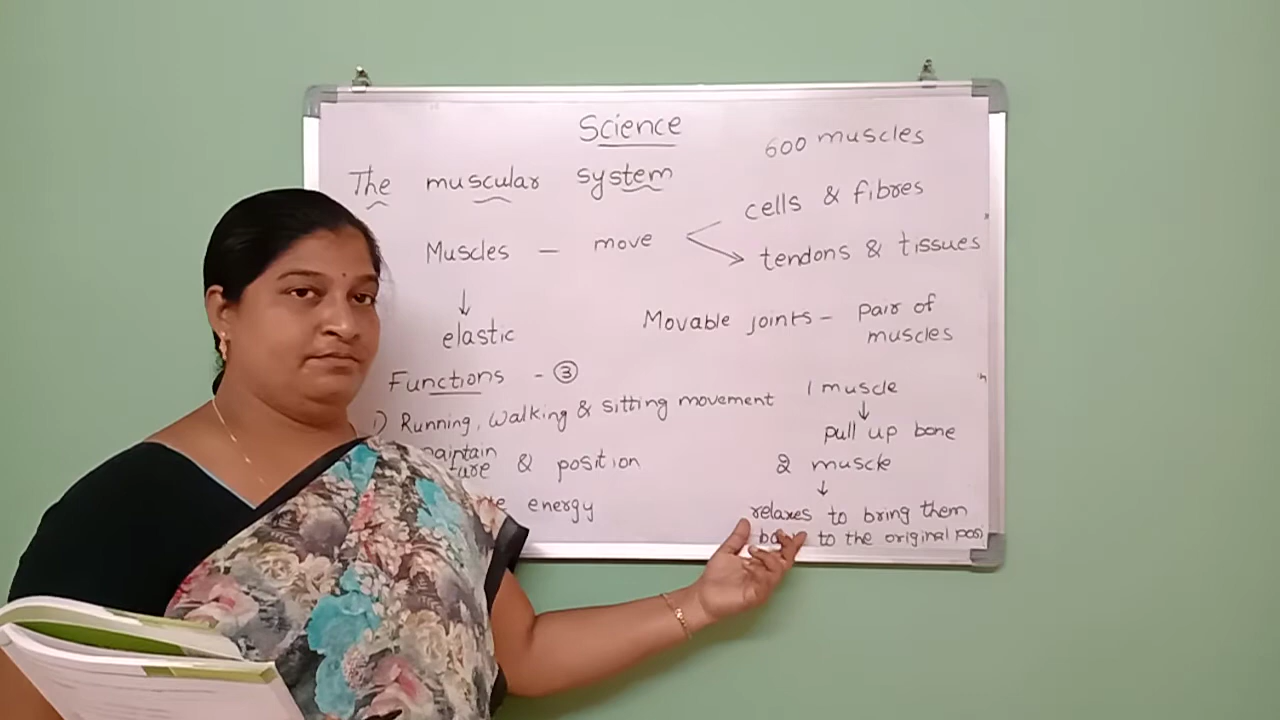 Science
600 muscles
The muscular system
cells & fibres
Muscles — move
tendons & tissues
elastic
Movable joints – pair of
muscles
Functions - ③
1 muscle
1) Running, walking & sitting movement
pull up bone
& position
2 muscle
energy
relaxes to bring them
to the original posi